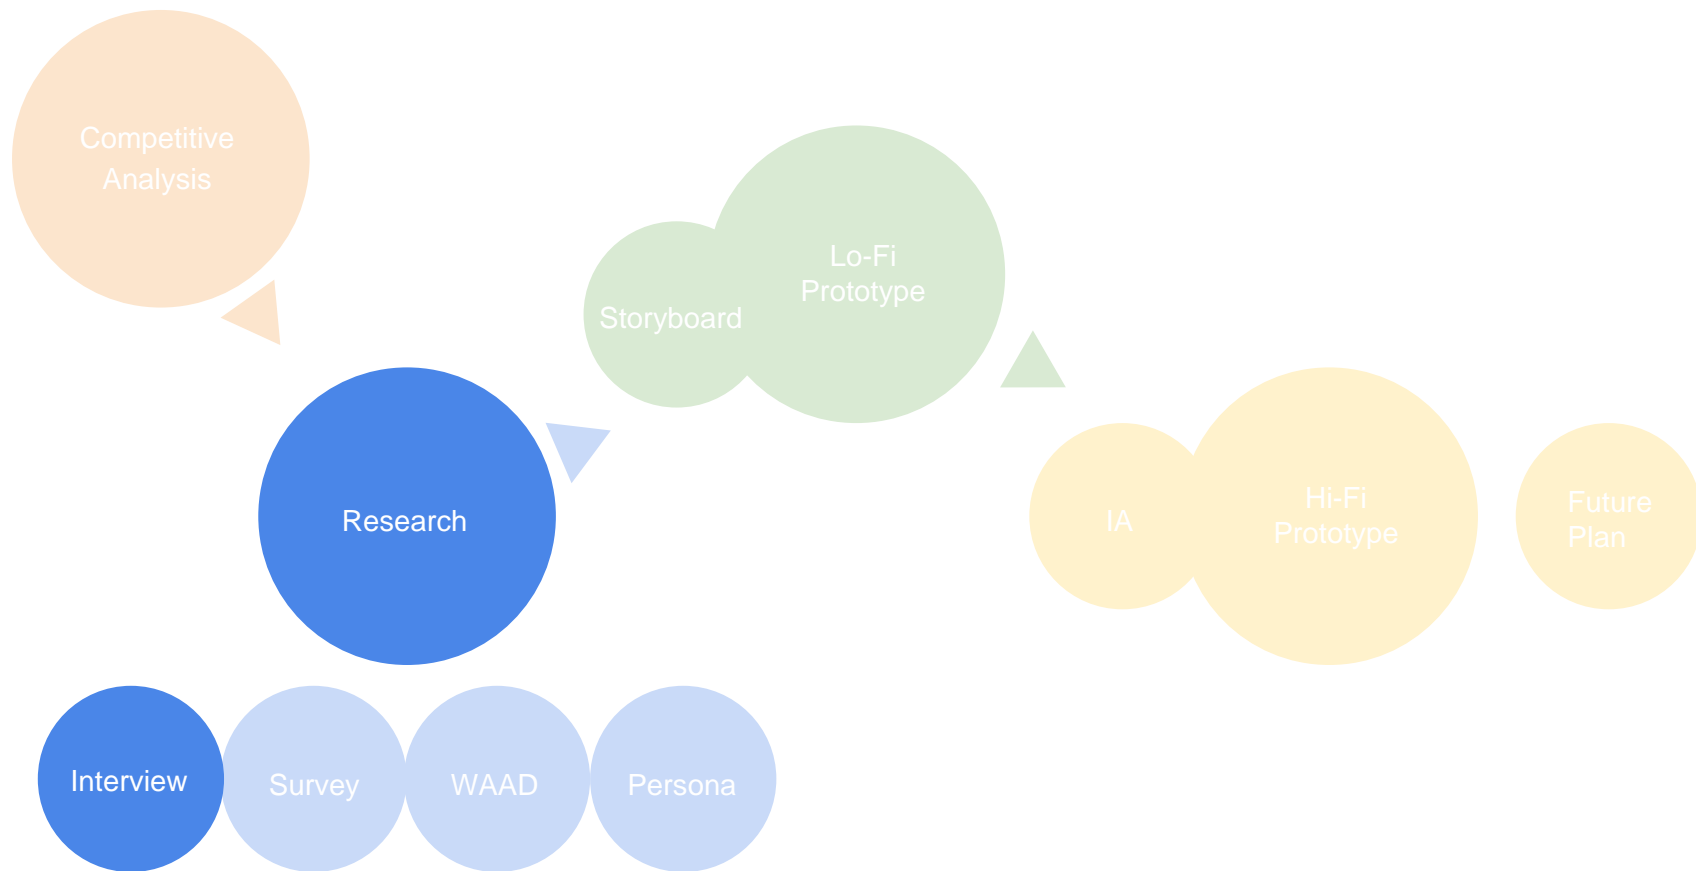 Competitive
Analysis
Lo-Fi
Prototype
Storyboard
Research
IA
Hi-Fi
Prototype
Future
Plan
Interview
Survey
WAAD
Persona